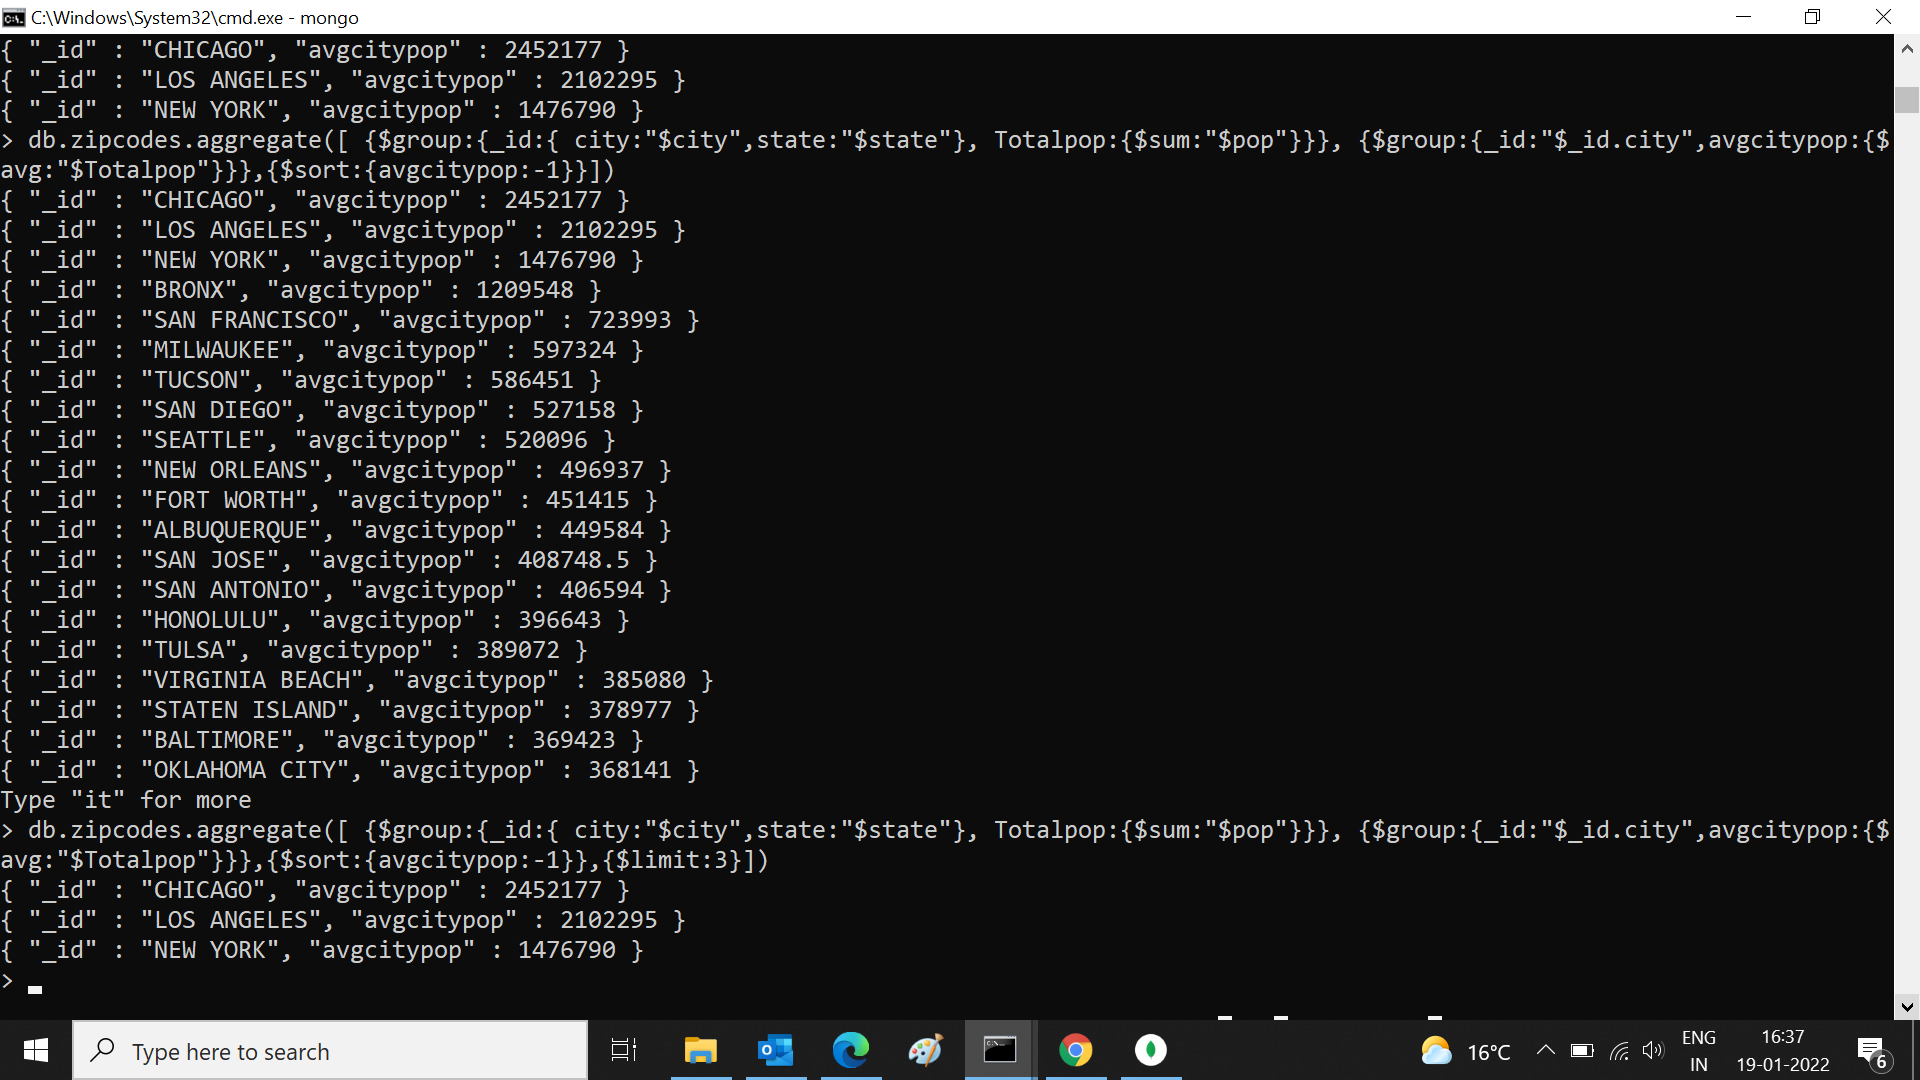 C:\Windows\System32\cmd.exe - mongo
{ "_id" : "CHICAGO", "avgcitypop" : 2452177 }
{ "_id" : "LOS ANGELES", "avgcitypop" : 2102295 }
{ "_id" : "NEW YORK", "avgcitypop" : 1476790 }
> db.zipcodes.aggregate([ {$group:{_id:{ city:"$city",state:"$state"}, Totalpop:{$sum:"$pop"}}}, {$group:{_id:"$_id.city",avgcitypop:{$
avg:"$Totalpop"}}},{$sort:{avgcitypop:-1}}])
{ "_id" : "CHICAGO", "avgcitypop" : 2452177 }
{ "_id" : "LOS ANGELES", "avgcitypop" : 2102295 }
{ "_id" : "NEW YORK", "avgcitypop" : 1476790 }
{ "_id" : "BRONX", "avgcitypop" : 1209548 }
{ "_id" : "SAN FRANCISCO", "avgcitypop" : 723993 }
{ "_id" : "MILWAUKEE", "avgcitypop" : 597324 }
{ "_id" : "TUCSON", "avgcitypop" : 586451 }
{ "_id" : "SAN DIEGO", "avgcitypop" : 527158 }
{ "_id" : "SEATTLE", "avgcitypop" : 520096 }
{ "_id" : "NEW ORLEANS", "avgcitypop" : 496937 }
{ "_id" : "FORT WORTH", "avgcitypop" : 451415 }
{ "_id" : "ALBUQUERQUE", "avgcitypop" : 449584 }
{ "_id" : "SAN JOSE", "avgcitypop" : 408748.5 }
{ "_id" : "SAN ANTONIO", "avgcitypop" : 406594 }
{ "_id" : "HONOLULU", "avgcitypop" : 396643 }
{ "_id" : "TULSA", "avgcitypop" : 389072 }
{ "_id" : "VIRGINIA BEACH", "avgcitypop" : 385080 }
{ "_id" : "STATEN ISLAND", "avgcitypop" : 378977 }
{ "_id" : "BALTIMORE", "avgcitypop" : 369423 }
{ "_id" : "OKLAHOMA CITY", "avgcitypop" : 368141 }
Type "it" for more
> db.zipcodes.aggregate([ {$group:{_id:{ city:"$city",state:"$state"}, Totalpop:{$sum:"$pop"}}}, {$group:{_id:"$_id.city",avgcitypop:{$
avg:"$Totalpop"}}},{$sort:{avgcitypop:-1}},{$limit:3}])
{ "_id" : "CHICAGO", "avgcitypop" : 2452177 }
{ "_id" : "LOS ANGELES", "avgcitypop" : 2102295 }
{ "_id" : "NEW YORK", "avgcitypop" : 1476790 }
>
Type here to search
16°C
ENG
IN
16:37
19-01-2022
6